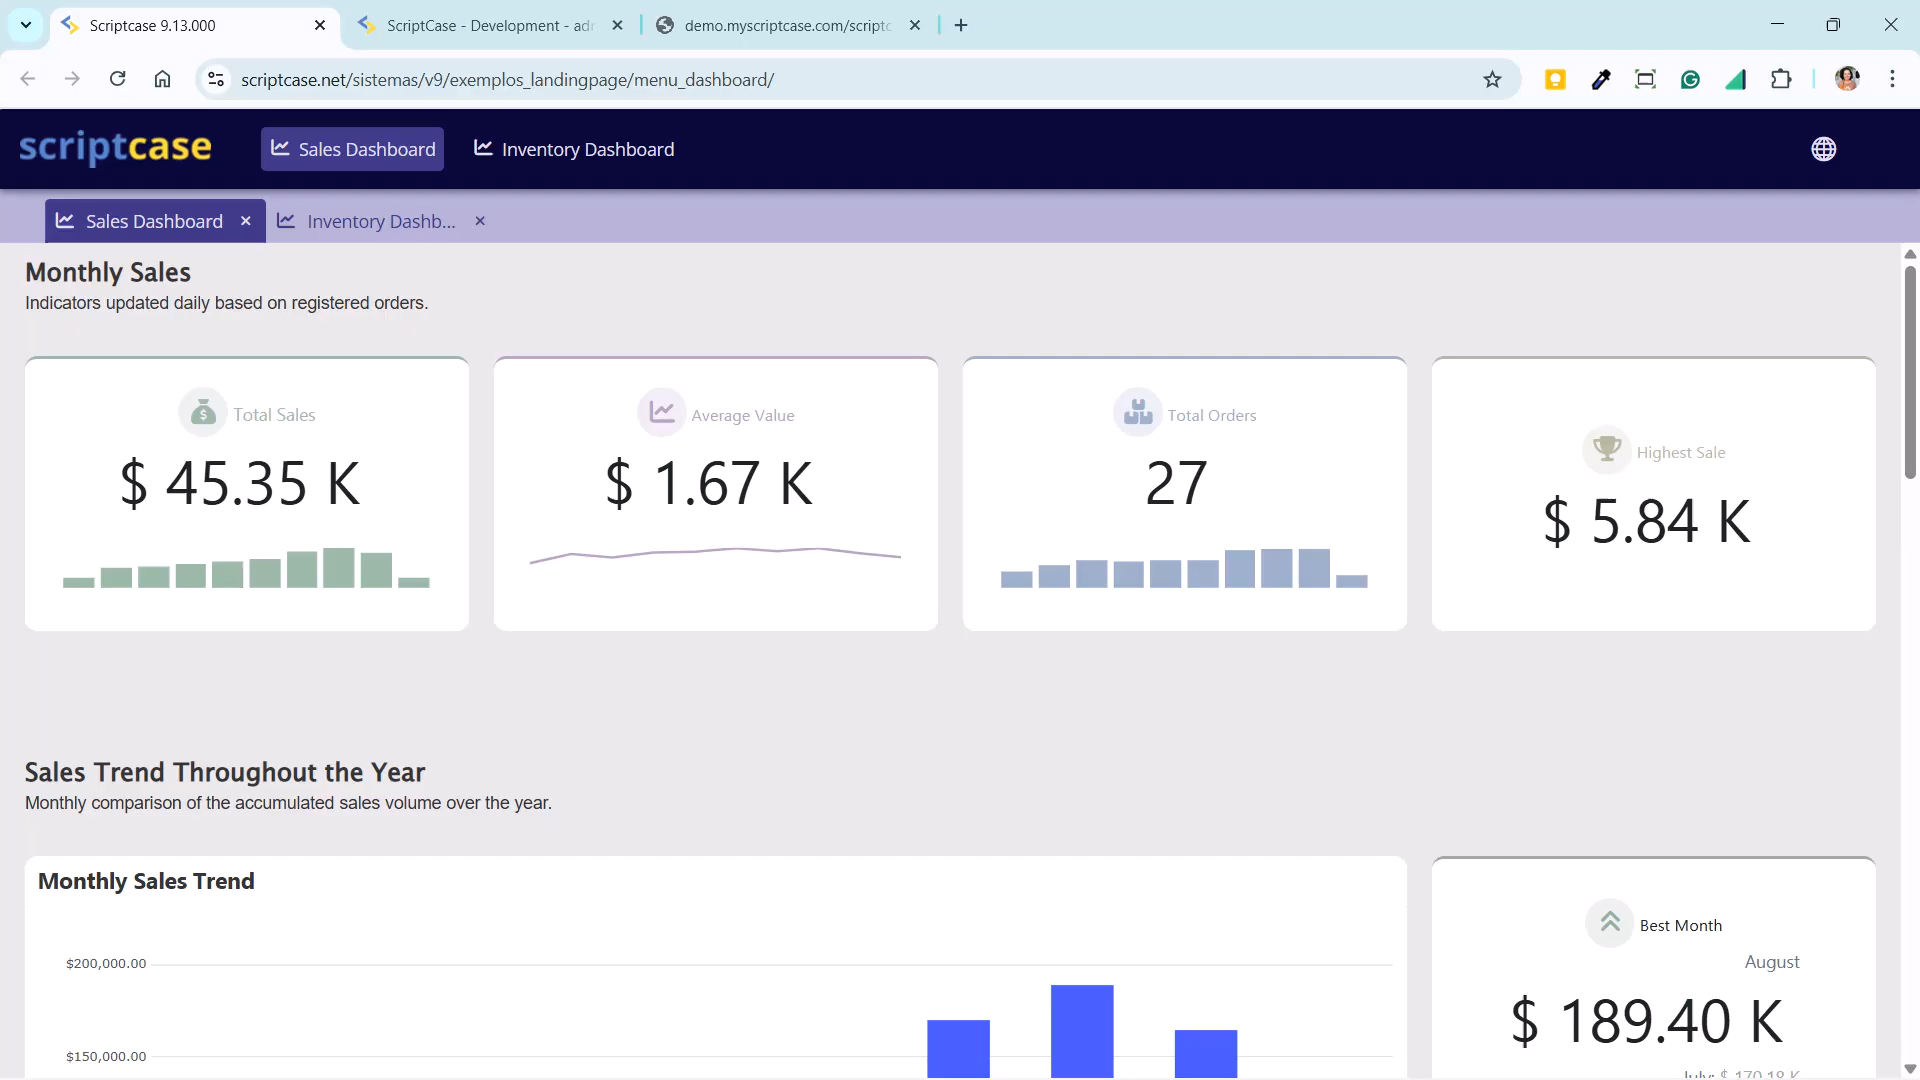 Scriptcase 9.13.000
ScriptCase - Development - adr
demo.myscriptcase.com/scriptc
scriptcase.net/sistemas/v9/exemplos_landingpage/menu_dashboard/
scriptcase
Sales Dashboard
Inventory Dashboard
Sales Dashboard
Inventory Dashb...
Monthly Sales
Indicators updated daily based on registered orders.
Total Sales
$ 45.35 K
Average Value
$ 1.67 K
Total Orders
27
Highest Sale
$ 5.84 K
Sales Trend Throughout the Year
Monthly comparison of the accumulated sales volume over the year.
Monthly Sales Trend
$200,000.00
$150,000.00
Best Month
August
$ 189.40 K
July: $ 170.18 K